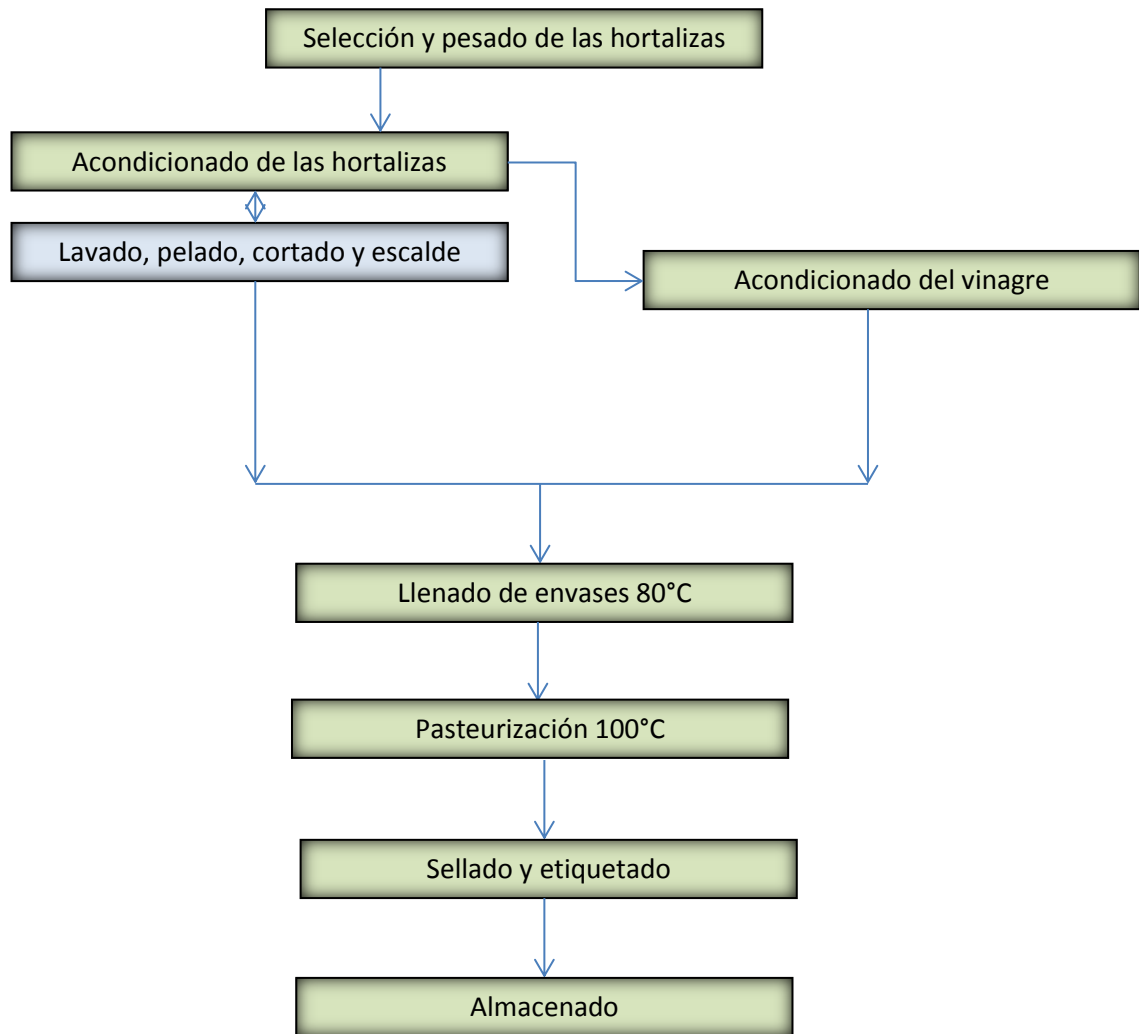 Selección y pesado de las hortalizas
Acondicionado de las hortalizas
Lavado, pelado, cortado y escalde
Acondicionado del vinagre
Llenado de envases 80°C
Pasteurización 100°C
Sellado y etiquetado
Almacenado